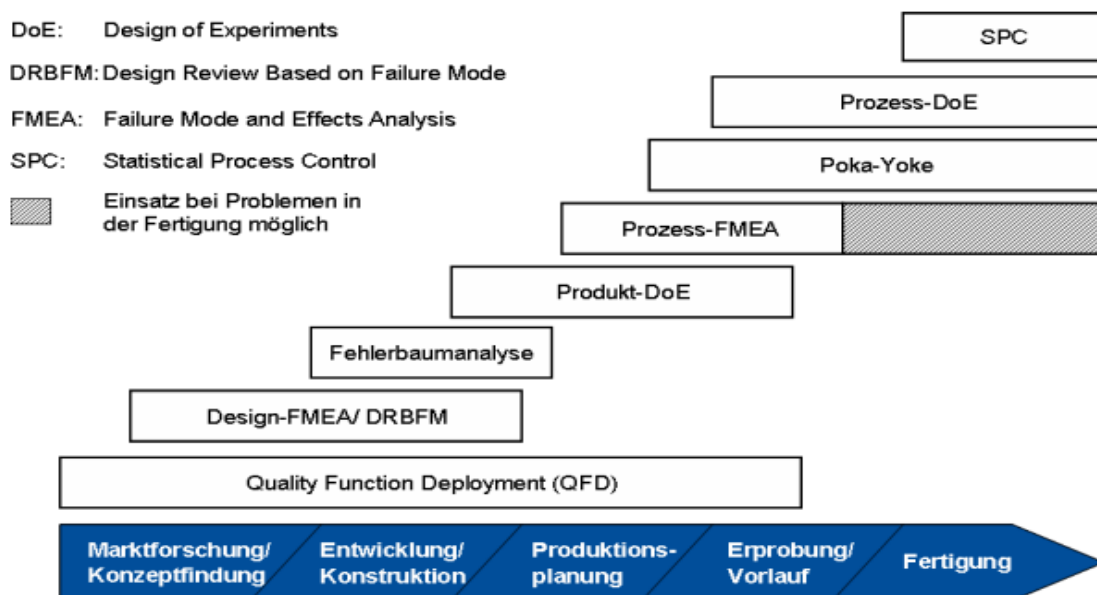 DoE: Design of Experiments
DRBFM: Design Review Based on Failure Mode
FMEA: Failure Mode and Effects Analysis
SPC: Statistical Process Control
Einsatz bei Problemen in
der Fertigung möglich
SPC
Prozess-DoE
Poka-Yoke
Prozess-FMEA
Produkt-DoE
Fehlerbaumanalyse
Design-FMEA/ DRBFM
Quality Function Deployment (QFD)
Marktforschung/
Konzeptfindung
Entwicklung/
Konstruktion
Produktions-
planung
Erprobung/
Vorlauf
Fertigung